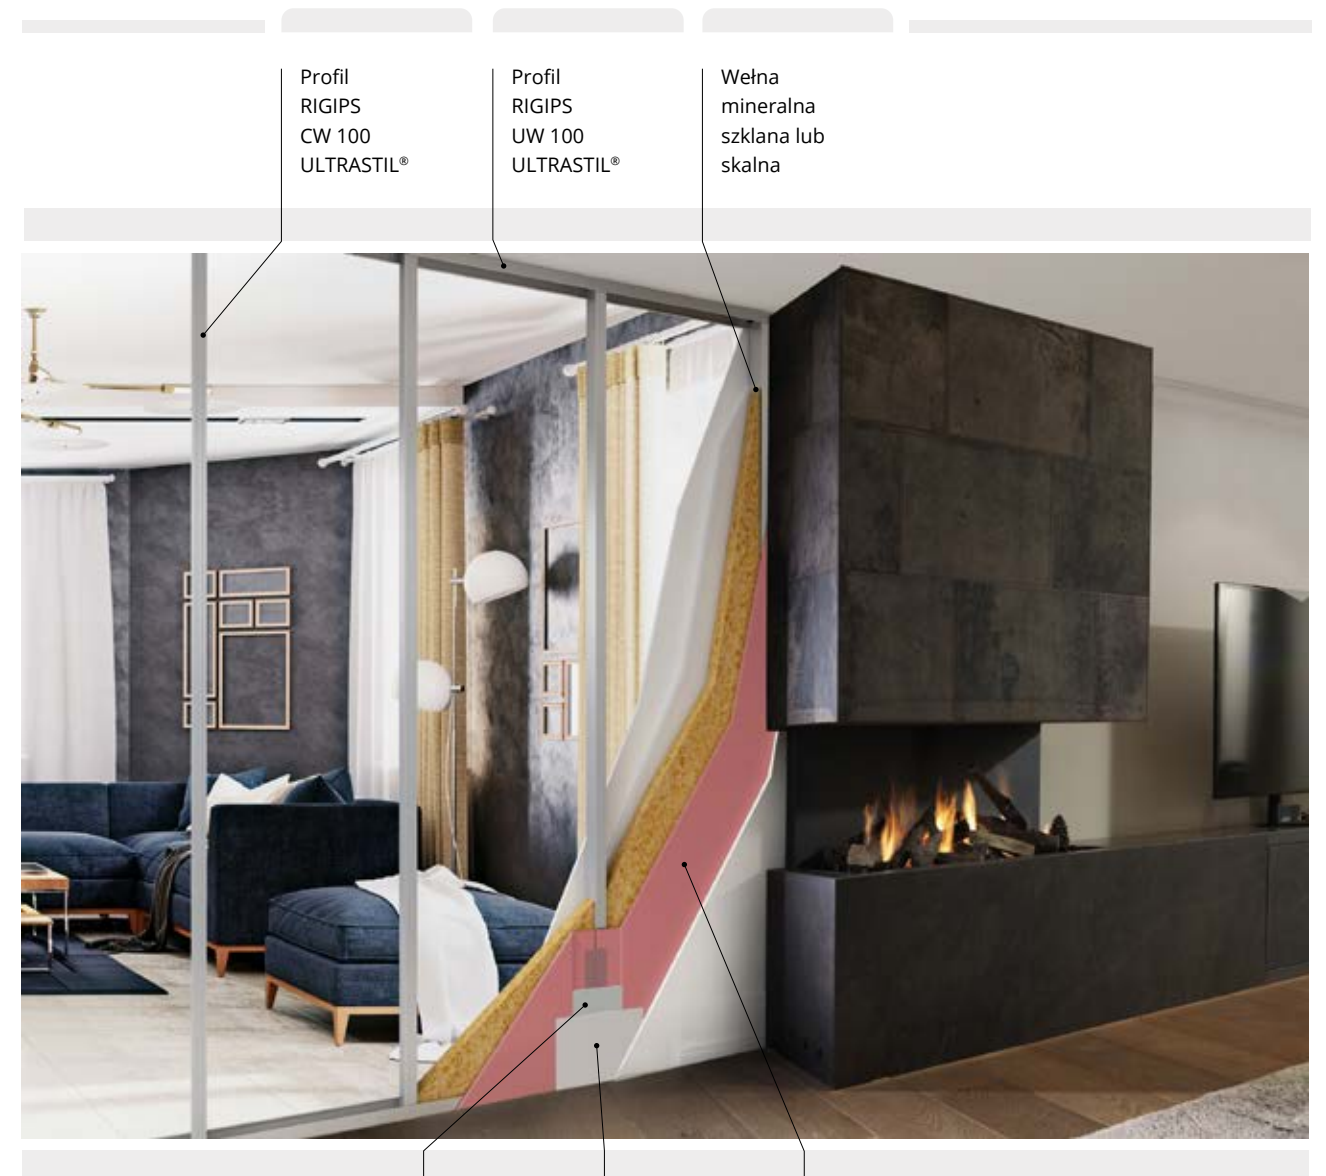 Profil
RIGIPS
CW 100
ULTRASTIL®
Profil
RIGIPS
UW 100
ULTRASTIL®
Wełna
mineralna
szklana lub
skalna